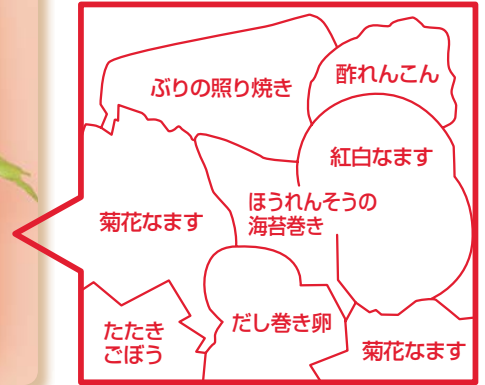 ぶりの照り焼き
酢れんこん
紅白なます
菊花なます
ほうれんそうの
海苔巻き
たたき
ごぼう
だし巻き卵
菊花なます